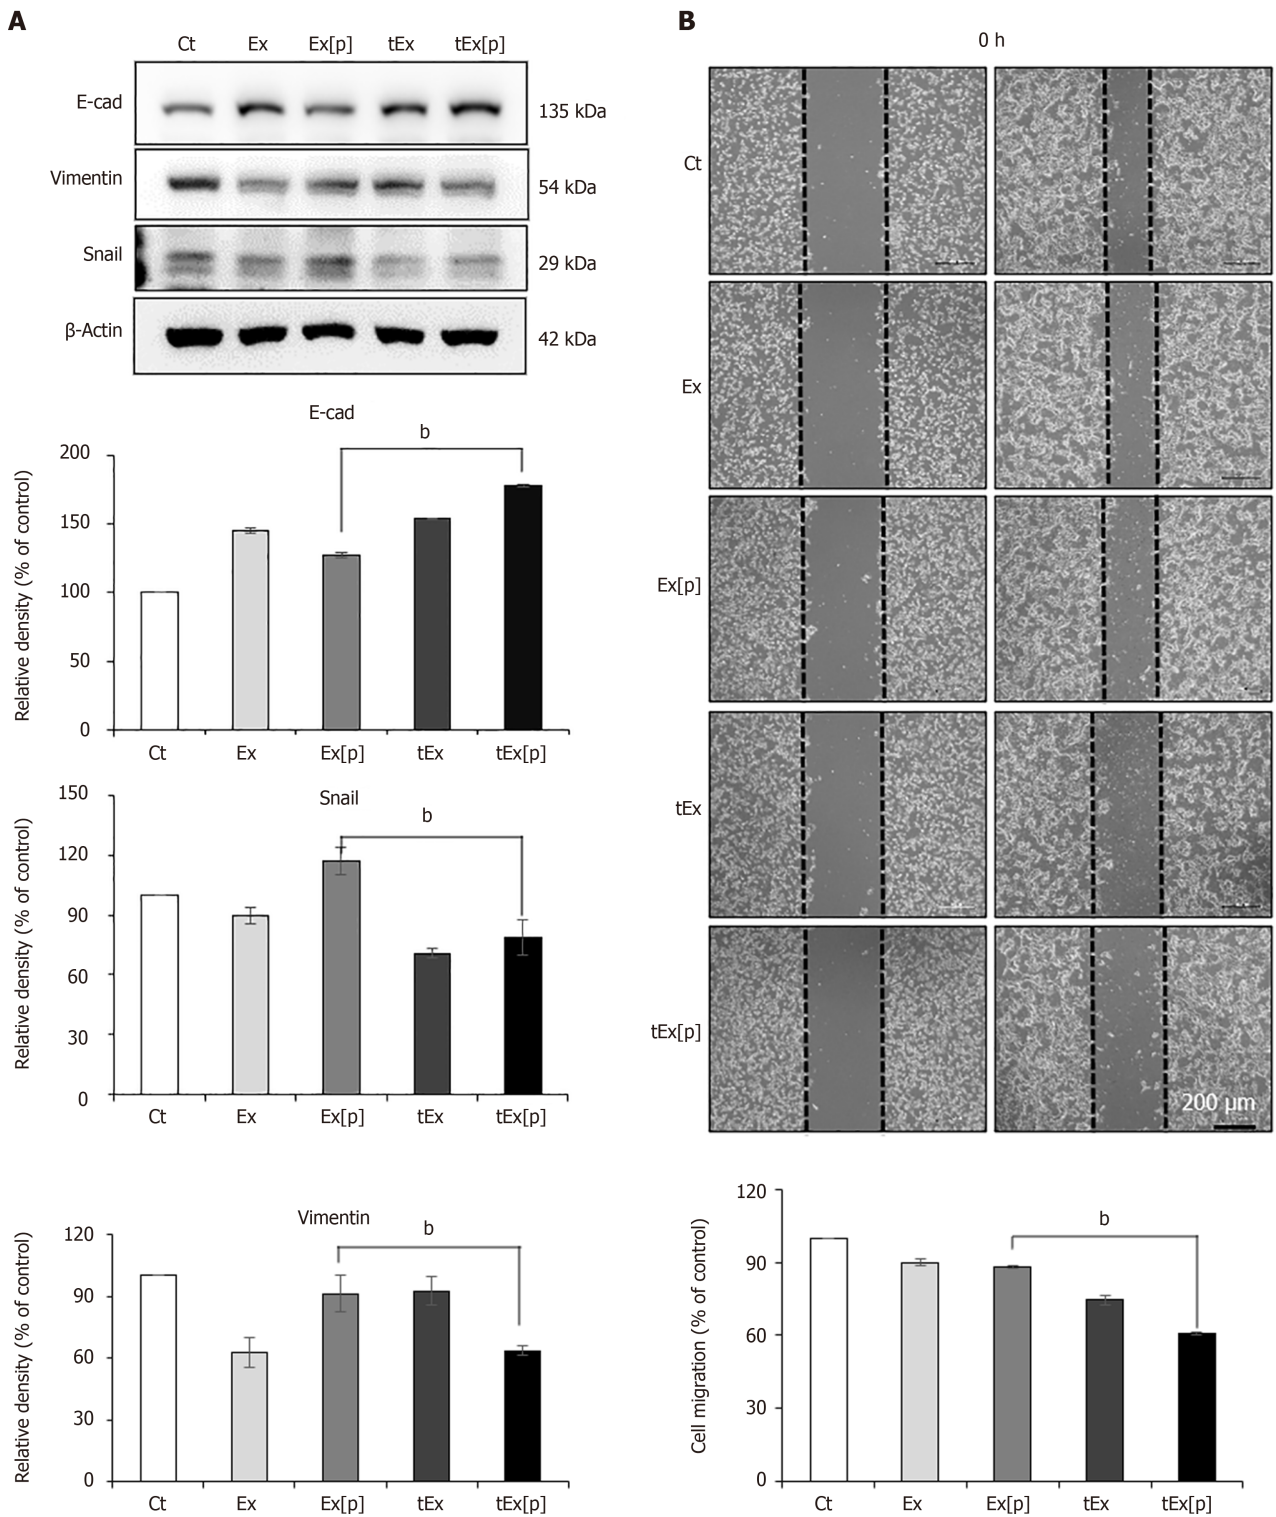 A
Ct Ex Ex[p] tEx tEx[p]
E-cad 135 kDa
Vimentin 54 kDa
Snail 29 kDa
β-Actin 42 kDa
E-cad
b
Relative density (% of control)
200
150
100
50
0
Ct Ex Ex[p] tEx tEx[p]
Snail
b
Relative density (% of control)
150
120
90
60
30
0
Ct Ex Ex[p] tEx tEx[p]
Vimentin
b
Relative density (% of control)
120
90
60
30
0
Ct Ex Ex[p] tEx tEx[p]
B
0 h
Ct
Ex
Ex[p]
tEx
tEx[p]
200 µm
b
Cell migration (% of control)
120
90
60
30
0
Ct Ex Ex[p] tEx tEx[p]